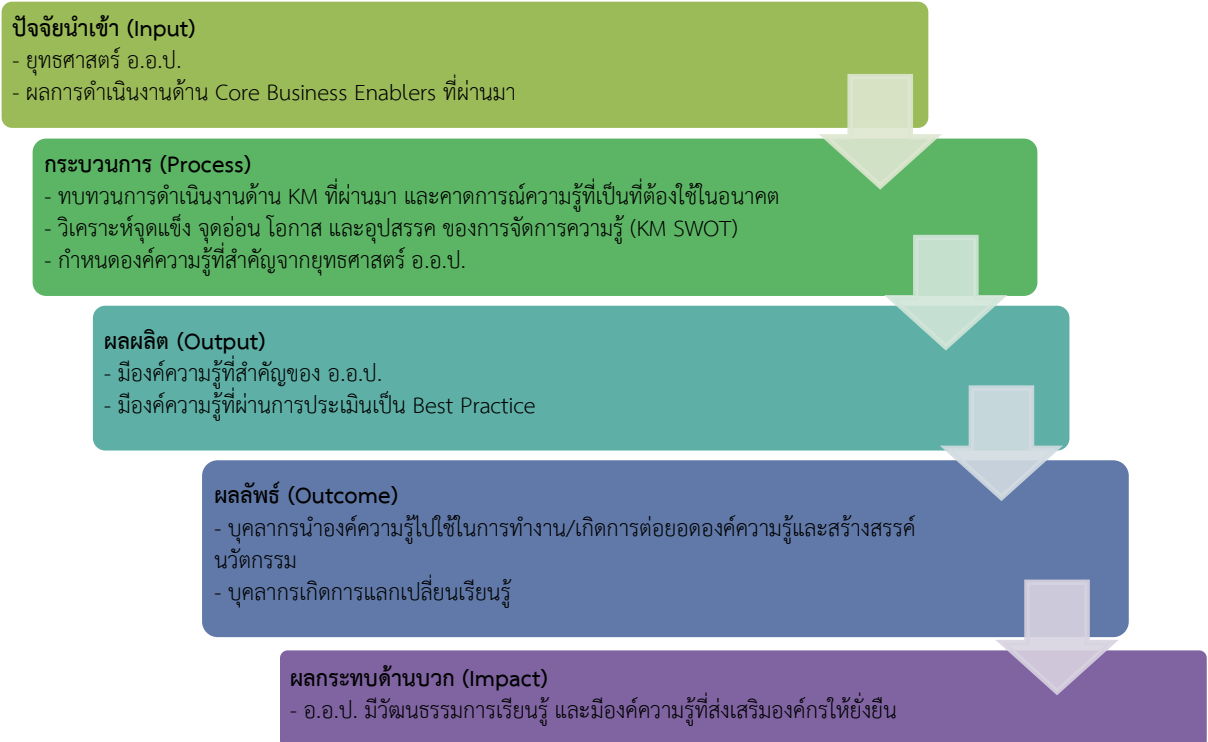 ปัจจัยนำเข้า (Input)
- ยุทธศาสตร์ อ.อ.ป.
- ผลการดำเนินงานด้าน Core Business Enablers ที่ผ่านมา
กระบวนการ (Process)
- ทบทวนการดำเนินงานด้าน KM ที่ผ่านมา และคาดการณ์ความรู้ที่เป็นที่ต้องใช้ในอนาคต
- วิเคราะห์จุดแข็ง จุดอ่อน โอกาส และอุปสรรค ของการจัดการความรู้ (KM SWOT)
- กำหนดองค์ความรู้ที่สำคัญจากยุทธศาสตร์ อ.อ.ป.
ผลผลิต (Output)
- มีองค์ความรู้ที่สำคัญของ อ.อ.ป.
- มีองค์ความรู้ที่ผ่านการประเมินเป็น Best Practice
ผลลัพธ์ (Outcome)
- บุคลากรนำองค์ความรู้ไปใช้ในการทำงาน/เกิดการต่อยอดองค์ความรู้และสร้างสรรค์
นวัตกรรม
- บุคลากรเกิดการแลกเปลี่ยนเรียนรู้
ผลกระทบด้านบวก (Impact)
- อ.อ.ป. มีวัฒนธรรมการเรียนรู้ และมีองค์ความรู้ที่ส่งเสริมองค์กรให้ยั่งยืน